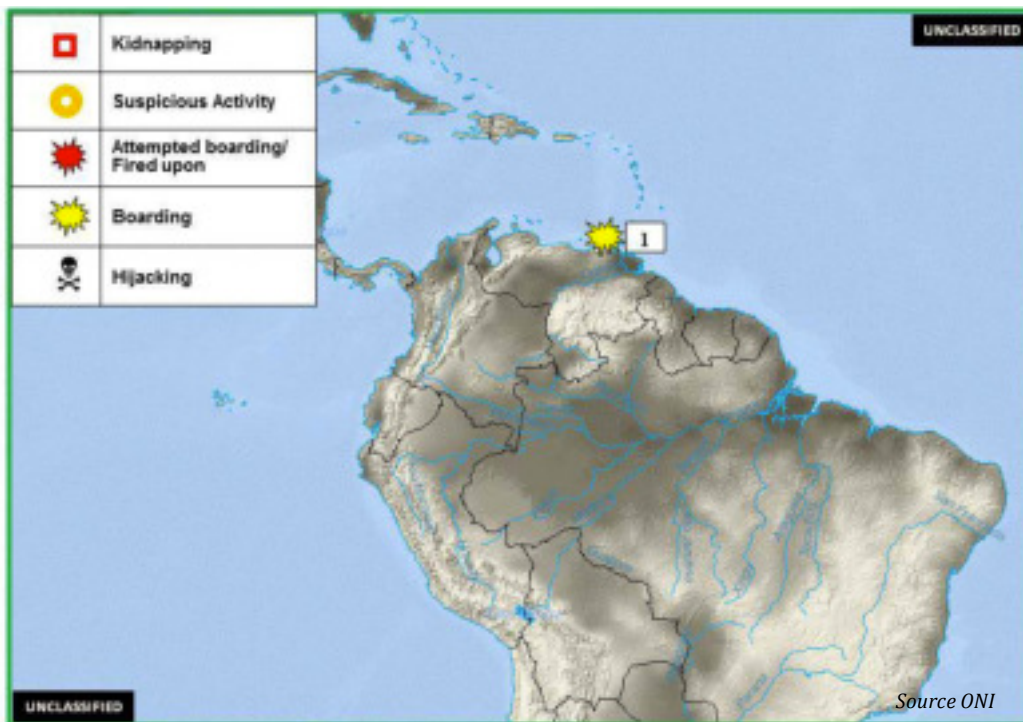 UNCLASSIFIED
Kidnapping
Suspicious Activity
Attempted boarding/
Fired upon
Boarding
Hijacking
1
UNCLASSIFIED
Source ONI